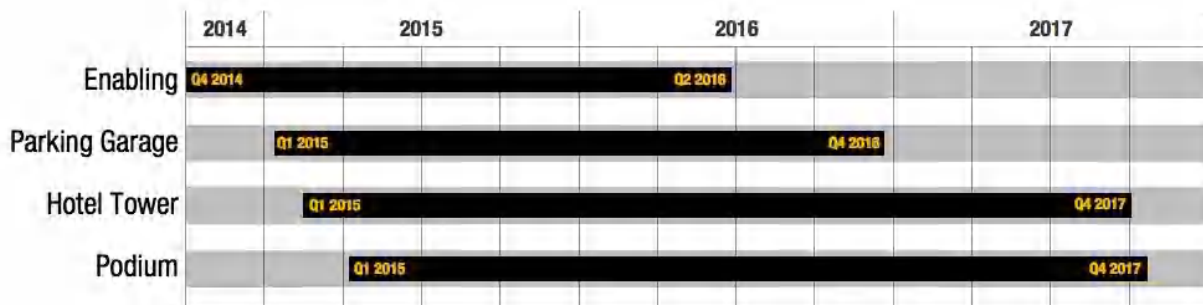 2014 2015 2016 2017
Enabling Q4 2014 Q2 2016
Parking Garage Q1 2015 Q4 2016
Hotel Tower Q1 2015 Q4 2017
Podium Q1 2015 Q4 2017